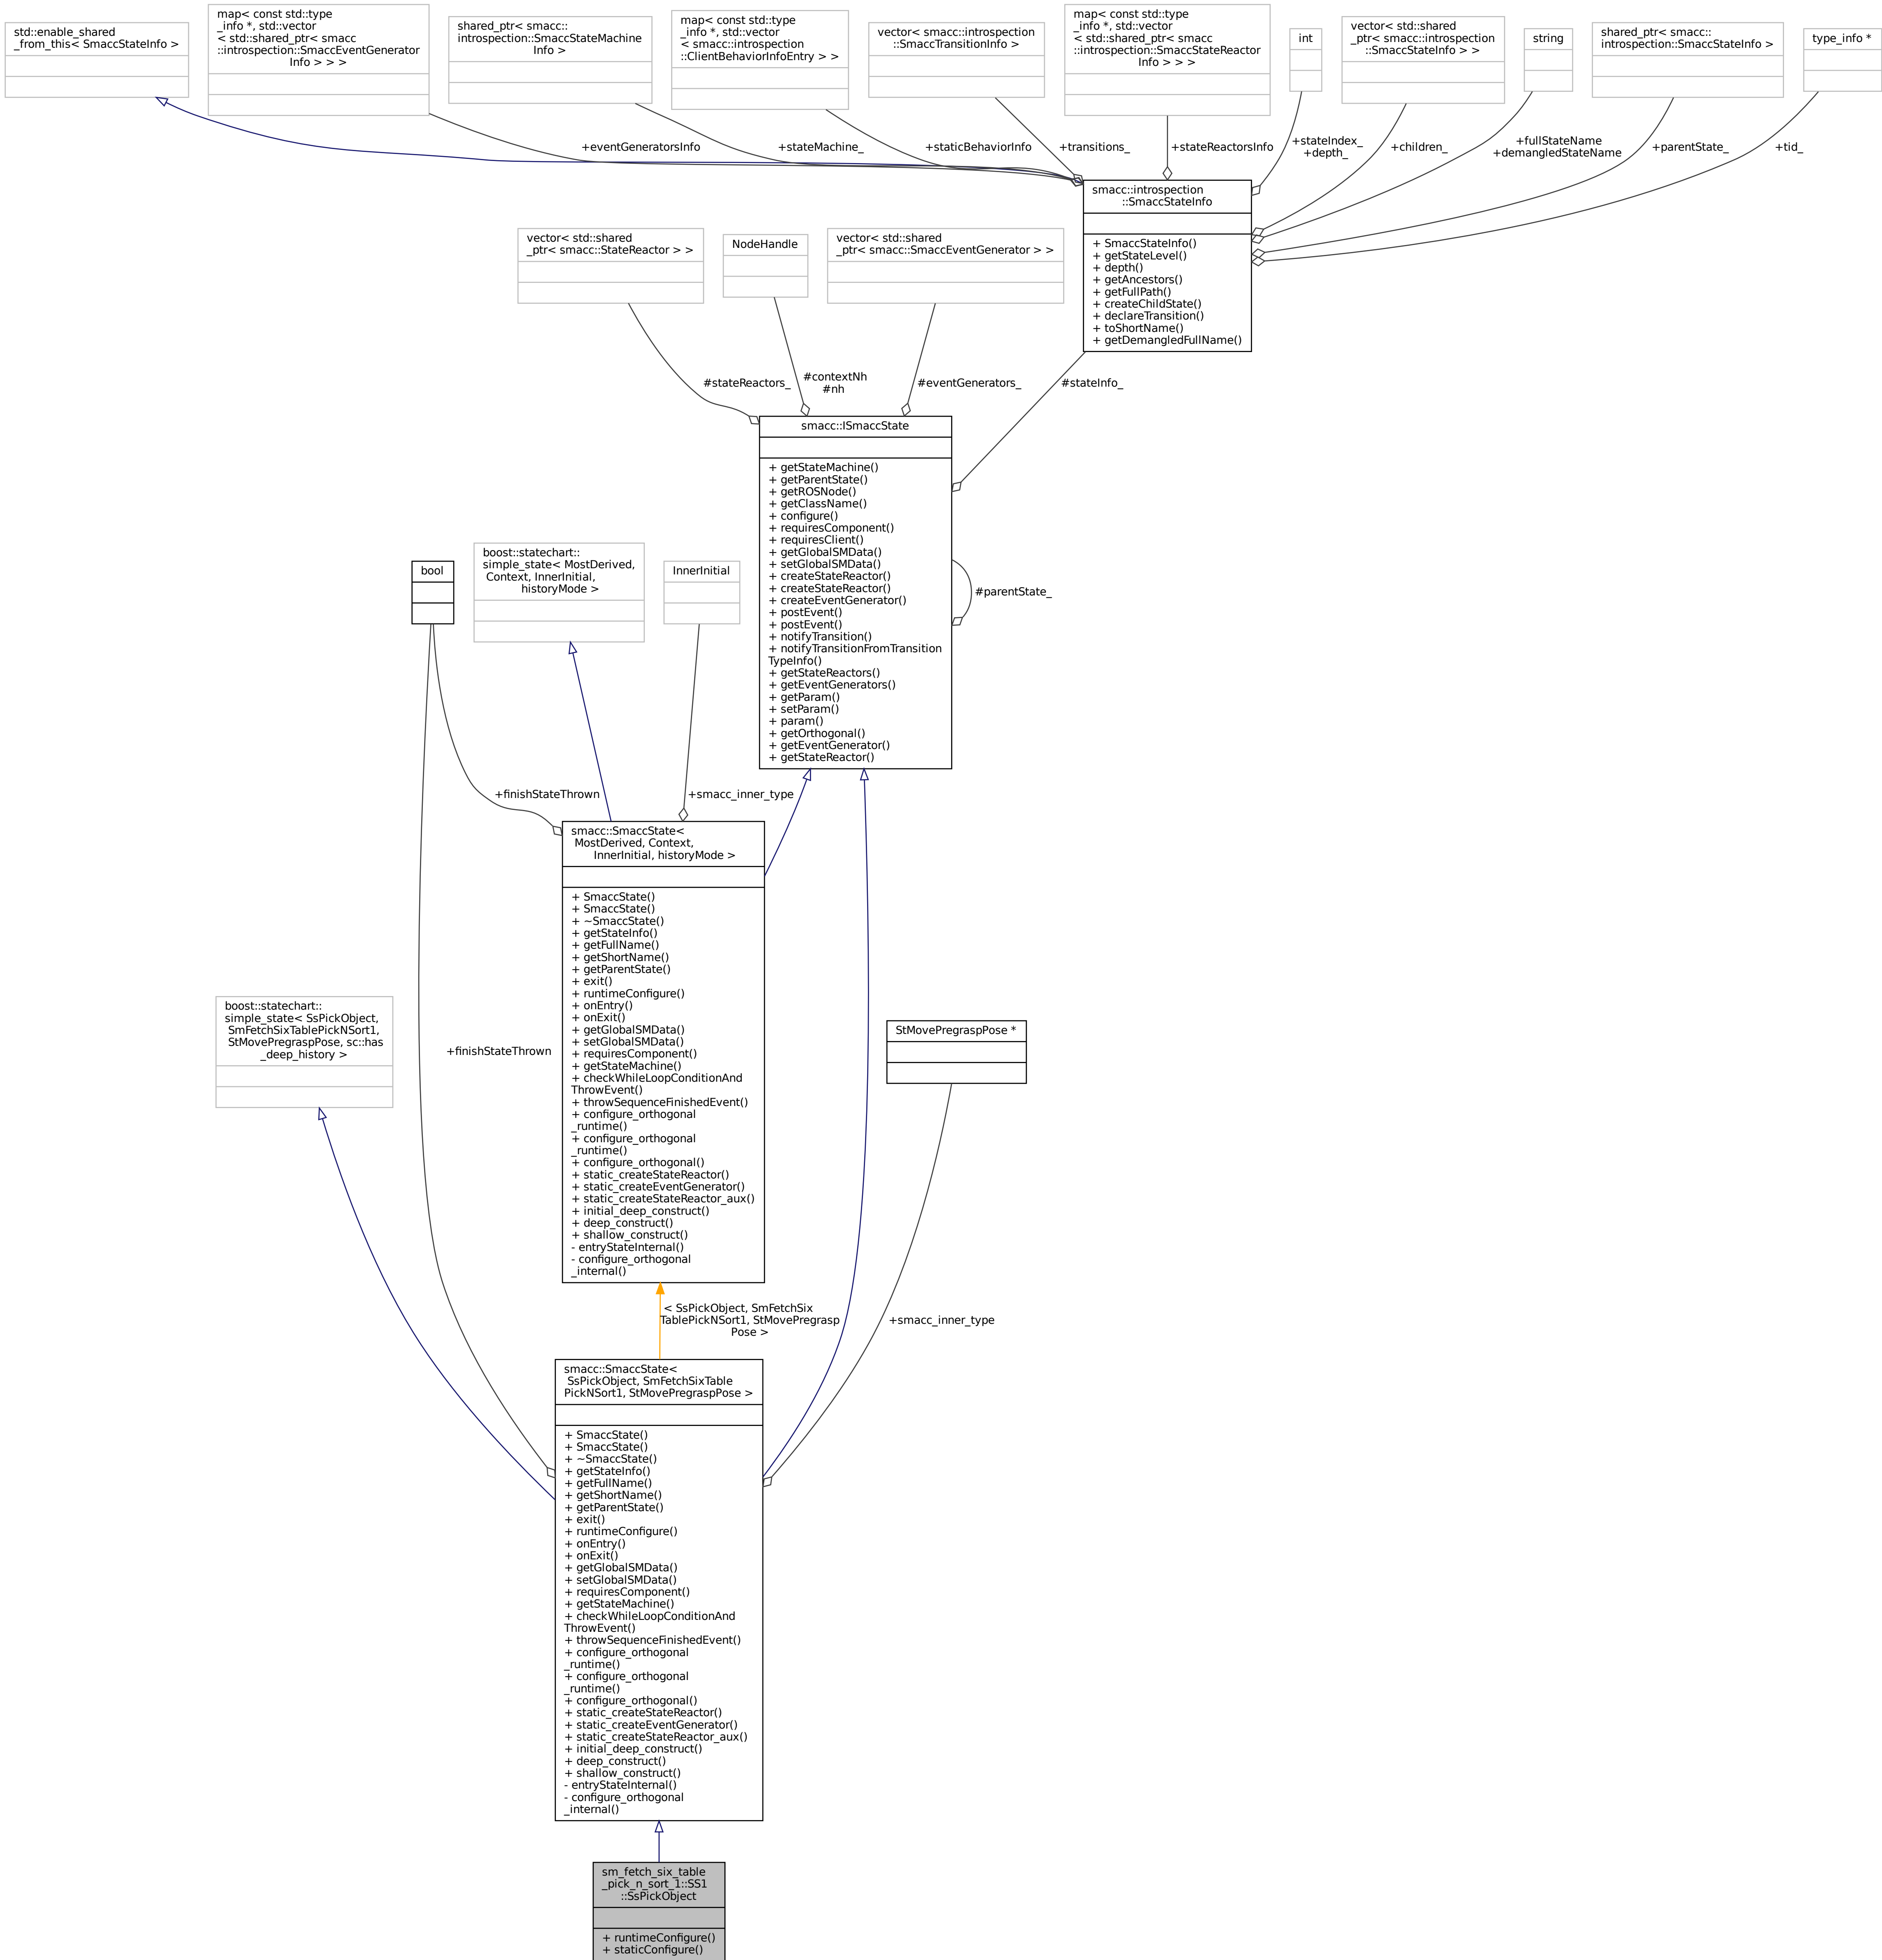 std::enable_shared
_from_this< SmaccStateInfo >
map< const std::type
_info *, std::vector
< std::shared_ptr< smacc
::introspection::SmaccEventGenerator
Info > > >
shared_ptr< smacc::
introspection::SmaccStateMachine
Info >
map< const std::type
_info *, std::vector
< smacc::introspection
::ClientBehaviorInfoEntry > >
vector< smacc::introspection
::SmaccTransitionInfo >
map< const std::type
_info *, std::vector
< std::shared_ptr< smacc
::introspection::SmaccStateReactor
Info > > >
int
vector< std::shared
_ptr< smacc::introspection
::SmaccStateInfo > >
string
shared_ptr< smacc::
introspection::SmaccStateInfo >
type_info *
+eventGeneratorsInfo
+stateMachine_
+staticBehaviorInfo
+transitions_
+stateReactorsInfo
+stateIndex_
+depth_
+children_
+fullStateName
+demangledStateName
+parentState_
+tid_
smacc::introspection
::SmaccStateInfo
+ SmaccStateInfo()
+ getStateLevel()
+ depth()
+ getAncestors()
+ getFullPath()
+ createChildState()
+ declareTransition()
+ toShortName()
+ getDemangledFullName()
vector< std::shared
_ptr< smacc::StateReactor > >
NodeHandle
vector< std::shared
_ptr< smacc::SmaccEventGenerator > >
#stateReactors_
#contextNh
#nh
#eventGenerators_
#stateInfo_
smacc::ISmaccState
+ getStateMachine()
+ getParentState()
+ getROSNode()
+ getClassName()
+ configure()
+ requiresComponent()
+ requiresClient()
+ getGlobalSMData()
+ setGlobalSMData()
+ createStateReactor()
+ createStateReactor()
+ createEventGenerator()
+ postEvent()
+ postEvent()
+ notifyTransition()
+ notifyTransitionFromTransition
TypeInfo()
+ getStateReactors()
+ getEventGenerators()
+ getParam()
+ setParam()
+ param()
+ getOrthogonal()
+ getEventGenerator()
+ getStateReactor()
#parentState_
bool
boost::statechart::
simple_state< MostDerived,
Context, InnerInitial,
historyMode >
InnerInitial
+finishStateThrown
+smacc_inner_type
smacc::SmaccState<
MostDerived, Context,
InnerInitial, historyMode >
+ SmaccState()
+ SmaccState()
+ ~SmaccState()
+ getStateInfo()
+ getFullName()
+ getShortName()
+ getParentState()
+ exit()
+ runtimeConfigure()
+ onEntry()
+ onExit()
+ getGlobalSMData()
+ setGlobalSMData()
+ requiresComponent()
+ getStateMachine()
+ checkWhileLoopConditionAnd
ThrowEvent()
+ throwSequenceFinishedEvent()
+ configure_orthogonal
_runtime()
+ configure_orthogonal
_runtime()
+ configure_orthogonal()
+ static_createStateReactor()
+ static_createEventGenerator()
+ static_createStateReactor_aux()
+ initial_deep_construct()
+ deep_construct()
+ shallow_construct()
- entryStateInternal()
- configure_orthogonal
_internal()
boost::statechart::
simple_state< SsPickObject,
SmFetchSixTablePickNSort1,
StMovePregraspPose, sc::has
_deep_history >
+finishStateThrown
StMovePregraspPose *
< SsPickObject, SmFetchSix
TablePickNSort1, StMovePregrasp
Pose >
+smacc_inner_type
smacc::SmaccState<
SsPickObject, SmFetchSixTable
PickNSort1, StMovePregraspPose >
+ SmaccState()
+ SmaccState()
+ ~SmaccState()
+ getStateInfo()
+ getFullName()
+ getShortName()
+ getParentState()
+ exit()
+ runtimeConfigure()
+ onEntry()
+ onExit()
+ getGlobalSMData()
+ setGlobalSMData()
+ requiresComponent()
+ getStateMachine()
+ checkWhileLoopConditionAnd
ThrowEvent()
+ throwSequenceFinishedEvent()
+ configure_orthogonal
_runtime()
+ configure_orthogonal
_runtime()
+ configure_orthogonal()
+ static_createStateReactor()
+ static_createEventGenerator()
+ static_createStateReactor_aux()
+ initial_deep_construct()
+ deep_construct()
+ shallow_construct()
- entryStateInternal()
- configure_orthogonal
_internal()
sm_fetch_six_table
_pick_n_sort_1::SS1
::SsPickObject
+ runtimeConfigure()
+ staticConfigure()